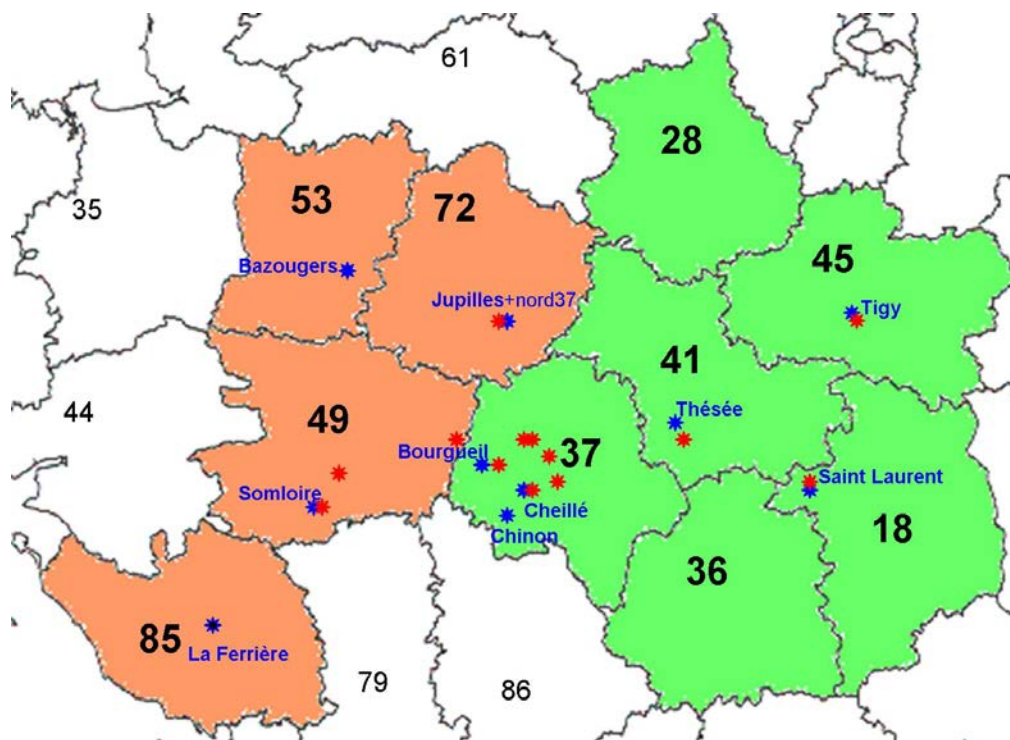 61
28
53
72
35
45
Bazougers
Jupilles+nord37
Tigy
41
44
49
Thésée
Bourgueil
37
Saint Laurent
Somloire
Cheillé
Chinon
18
36
85
La Ferrière
79
86